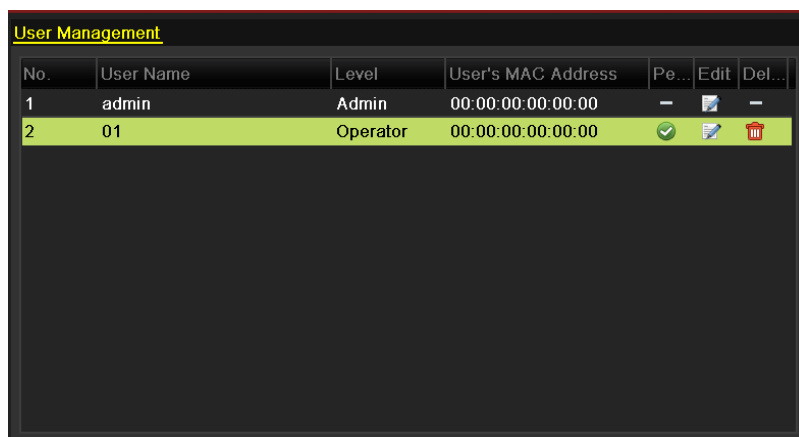 User Management
No. User Name Level User's MAC Address Pe... Edit Del...
1 admin Admin 00:00:00:00:00:00 –
2 01 Operator 00:00:00:00:00:00